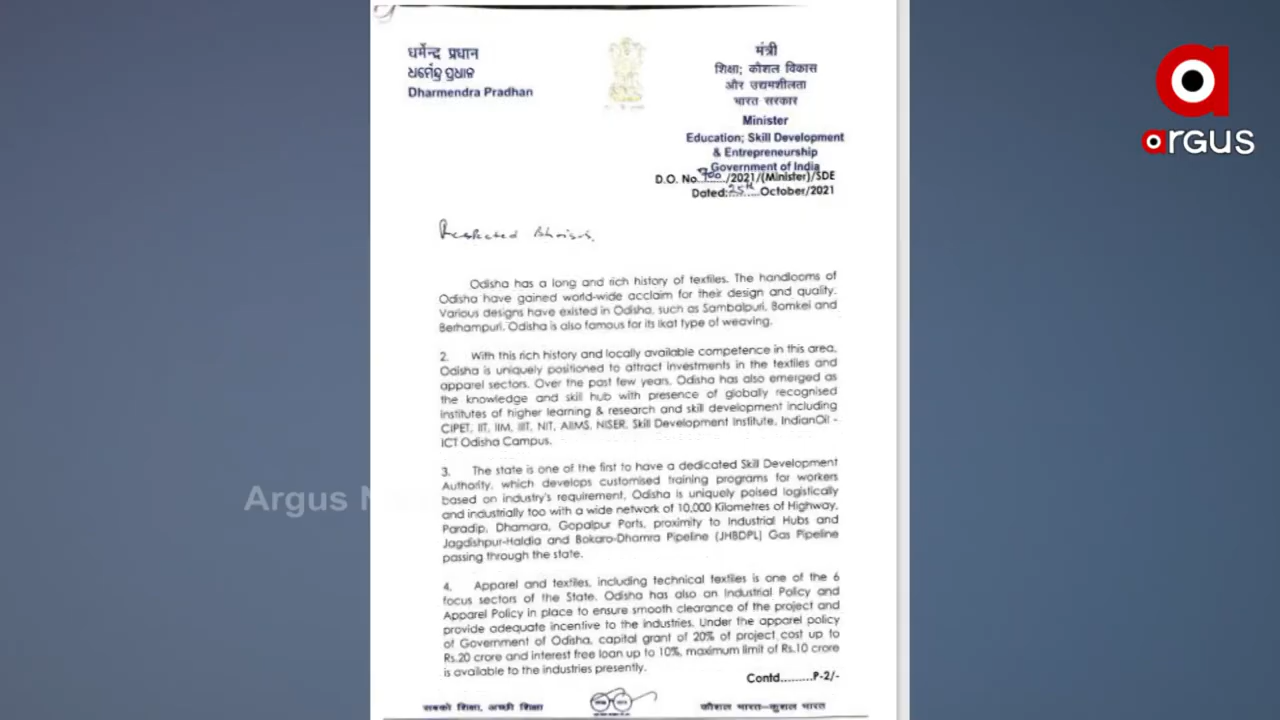 धर्मेन्द्र प्रधान
ଧର୍ମେନ୍ଦ୍ର ପ୍ରଧାନ
Dharmendra Pradhan
मंत्री
शिक्षा; कौशल विकास
और उद्यमशीलता
भारत सरकार
Minister
Education; Skill Development
& Entrepreneurship
Government of India
D.O. No.900/2021/(Minister)/SDE
Dated:25th October/2021
argus
Respected
Odisha has a long and rich history of textiles. The handlooms of
Odisha have gained world-wide acclaim for their design and quality.
Various designs have existed in Odisha, such as Sambalpuri, Bomkei and
Berhampuri. Odisha is also famous for its Ikat type of weaving.
2. With this rich history and locally available competence in this area,
Odisha is uniquely positioned to attract investments in the textiles and
apparel sectors. Over the past few years, Odisha has also emerged as
the knowledge and skill hub with presence of globally recognised
institutes of higher learning & research and skill development including
CIPET, IIT, IIM, IIIT, NIT, AIIMS, NISER, Skill Development Institute, IndianOil -
ICT Odisha Campus.
3. The state is one of the first to have a dedicated Skill Development
Authority, which develops customised training programs for workers
based on industry's requirement. Odisha is uniquely poised logistically
and industrially too with a wide network of 10,000 Kilometres of Highway,
Paradip, Dhamara, Gopalpur Ports, proximity to Industrial Hubs and
Jagdishpur-Haldia and Bokaro-Dhamra Pipeline (JHBDPL) Gas Pipeline
passing through the state.
Argus
4. Apparel and textiles, including technical textiles is one of the 6
focus sectors of the State. Odisha has also an Industrial Policy and
Apparel Policy in place to ensure smooth clearance of the project and
provide adequate incentive to the industries. Under the apparel policy
of Government of Odisha, capital grant of 20% of project cost up to
Rs.20 crore and interest free loan up to 10%, maximum limit of Rs.10 crore
is available to the industries presently.
Contd.........P-2/-
सबको शिक्षा, अच्छी शिक्षा
कौशल भारत-कुशल भारत